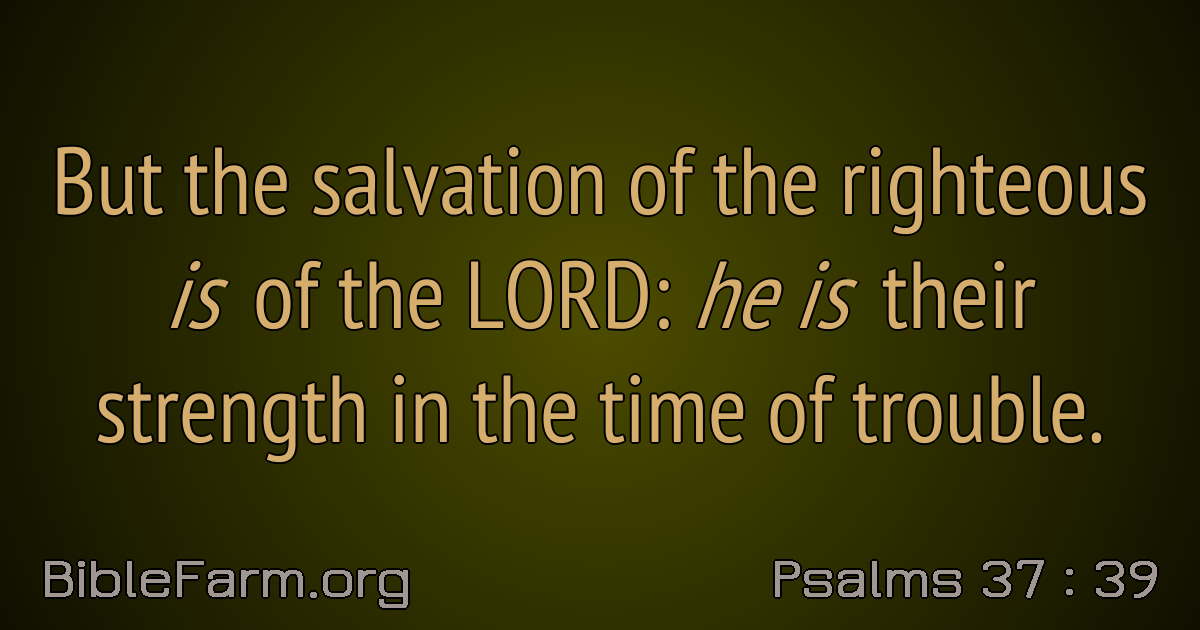 But the salvation of the righteous
is of the LORD: he is their
strength in the time of trouble.
BibleFarm.org
Psalms 37 : 39